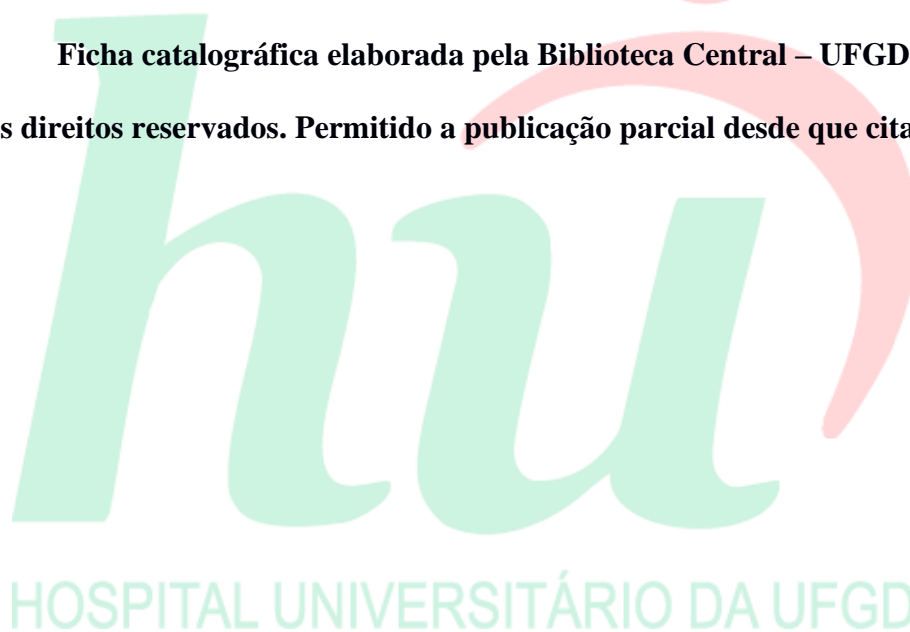 Ficha catalográfica elaborada pela Biblioteca Central – UFGD
s direitos reservados. Permitido a publicação parcial desde que cita
hu
HOSPITAL UNIVERSITÁRIO DA UFGD